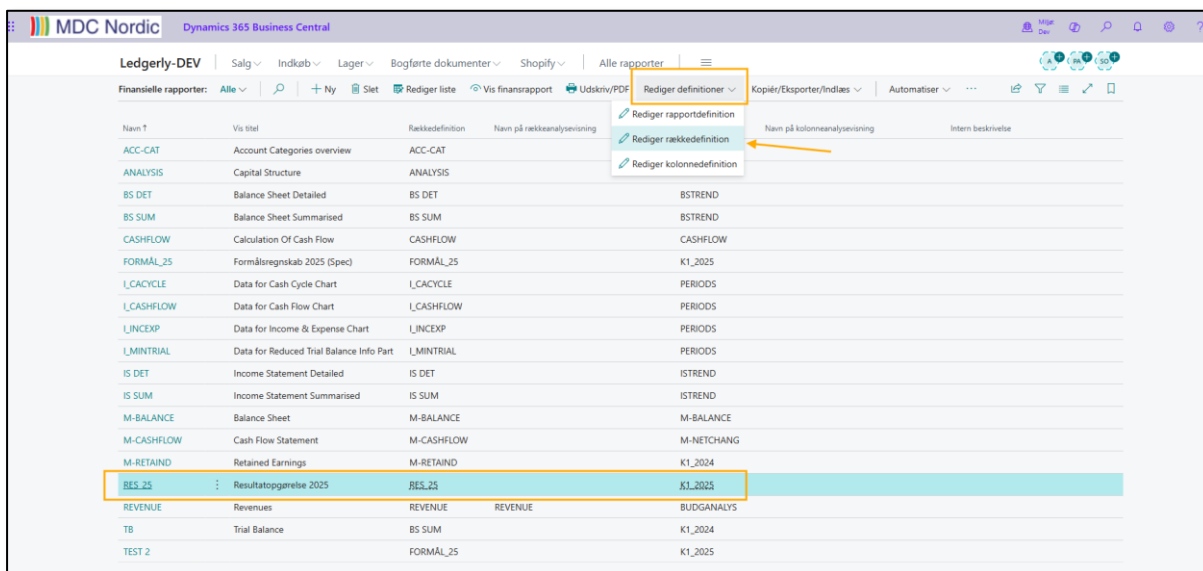 MDC Nordic Dynamics 365 Business Central Miljø Dev
Ledgerly-DEV Salg Indkøb Lager Bogførte dokumenter Shopify Alle rapporter A PA SO
Finansielle rapporter: Alle + Ny Slet Rediger liste Vis finansrapport Udskriv/PDF Rediger definitioner Kopiér/Eksporter/Indlæs Automatiser ...
Rediger rapportdefinition
Rediger rækkedefinition
Rediger kolonnedefinition
Navn ↑ Vis titel Rækkedefinition Navn på rækkeanalysevisning Navn på kolonneanalysevisning Intern beskrivelse
ACC-CAT Account Categories overview ACC-CAT
ANALYSIS Capital Structure ANALYSIS
BS DET Balance Sheet Detailed BS DET BSTREND
BS SUM Balance Sheet Summarised BS SUM BSTREND
CASHFLOW Calculation Of Cash Flow CASHFLOW CASHFLOW
FORMÅL_25 Formålsregnskab 2025 (Spec) FORMÅL_25 K1_2025
I_CACYCLE Data for Cash Cycle Chart I_CACYCLE PERIODS
I_CASHFLOW Data for Cash Flow Chart I_CASHFLOW PERIODS
I_INCEXP Data for Income & Expense Chart I_INCEXP PERIODS
I_MINTRIAL Data for Reduced Trial Balance Info Part I_MINTRIAL PERIODS
IS DET Income Statement Detailed IS DET ISTREND
IS SUM Income Statement Summarised IS SUM ISTREND
M-BALANCE Balance Sheet M-BALANCE M-BALANCE
M-CASHFLOW Cash Flow Statement M-CASHFLOW M-NETCHANG
M-RETAIND Retained Earnings M-RETAIND K1_2024
RES_25 Resultatopgørelse 2025 RES_25 K1_2025
REVENUE Revenues REVENUE REVENUE BUDGANALYS
TB Trial Balance BS SUM K1_2024
TEST 2 FORMÅL_25 K1_2025